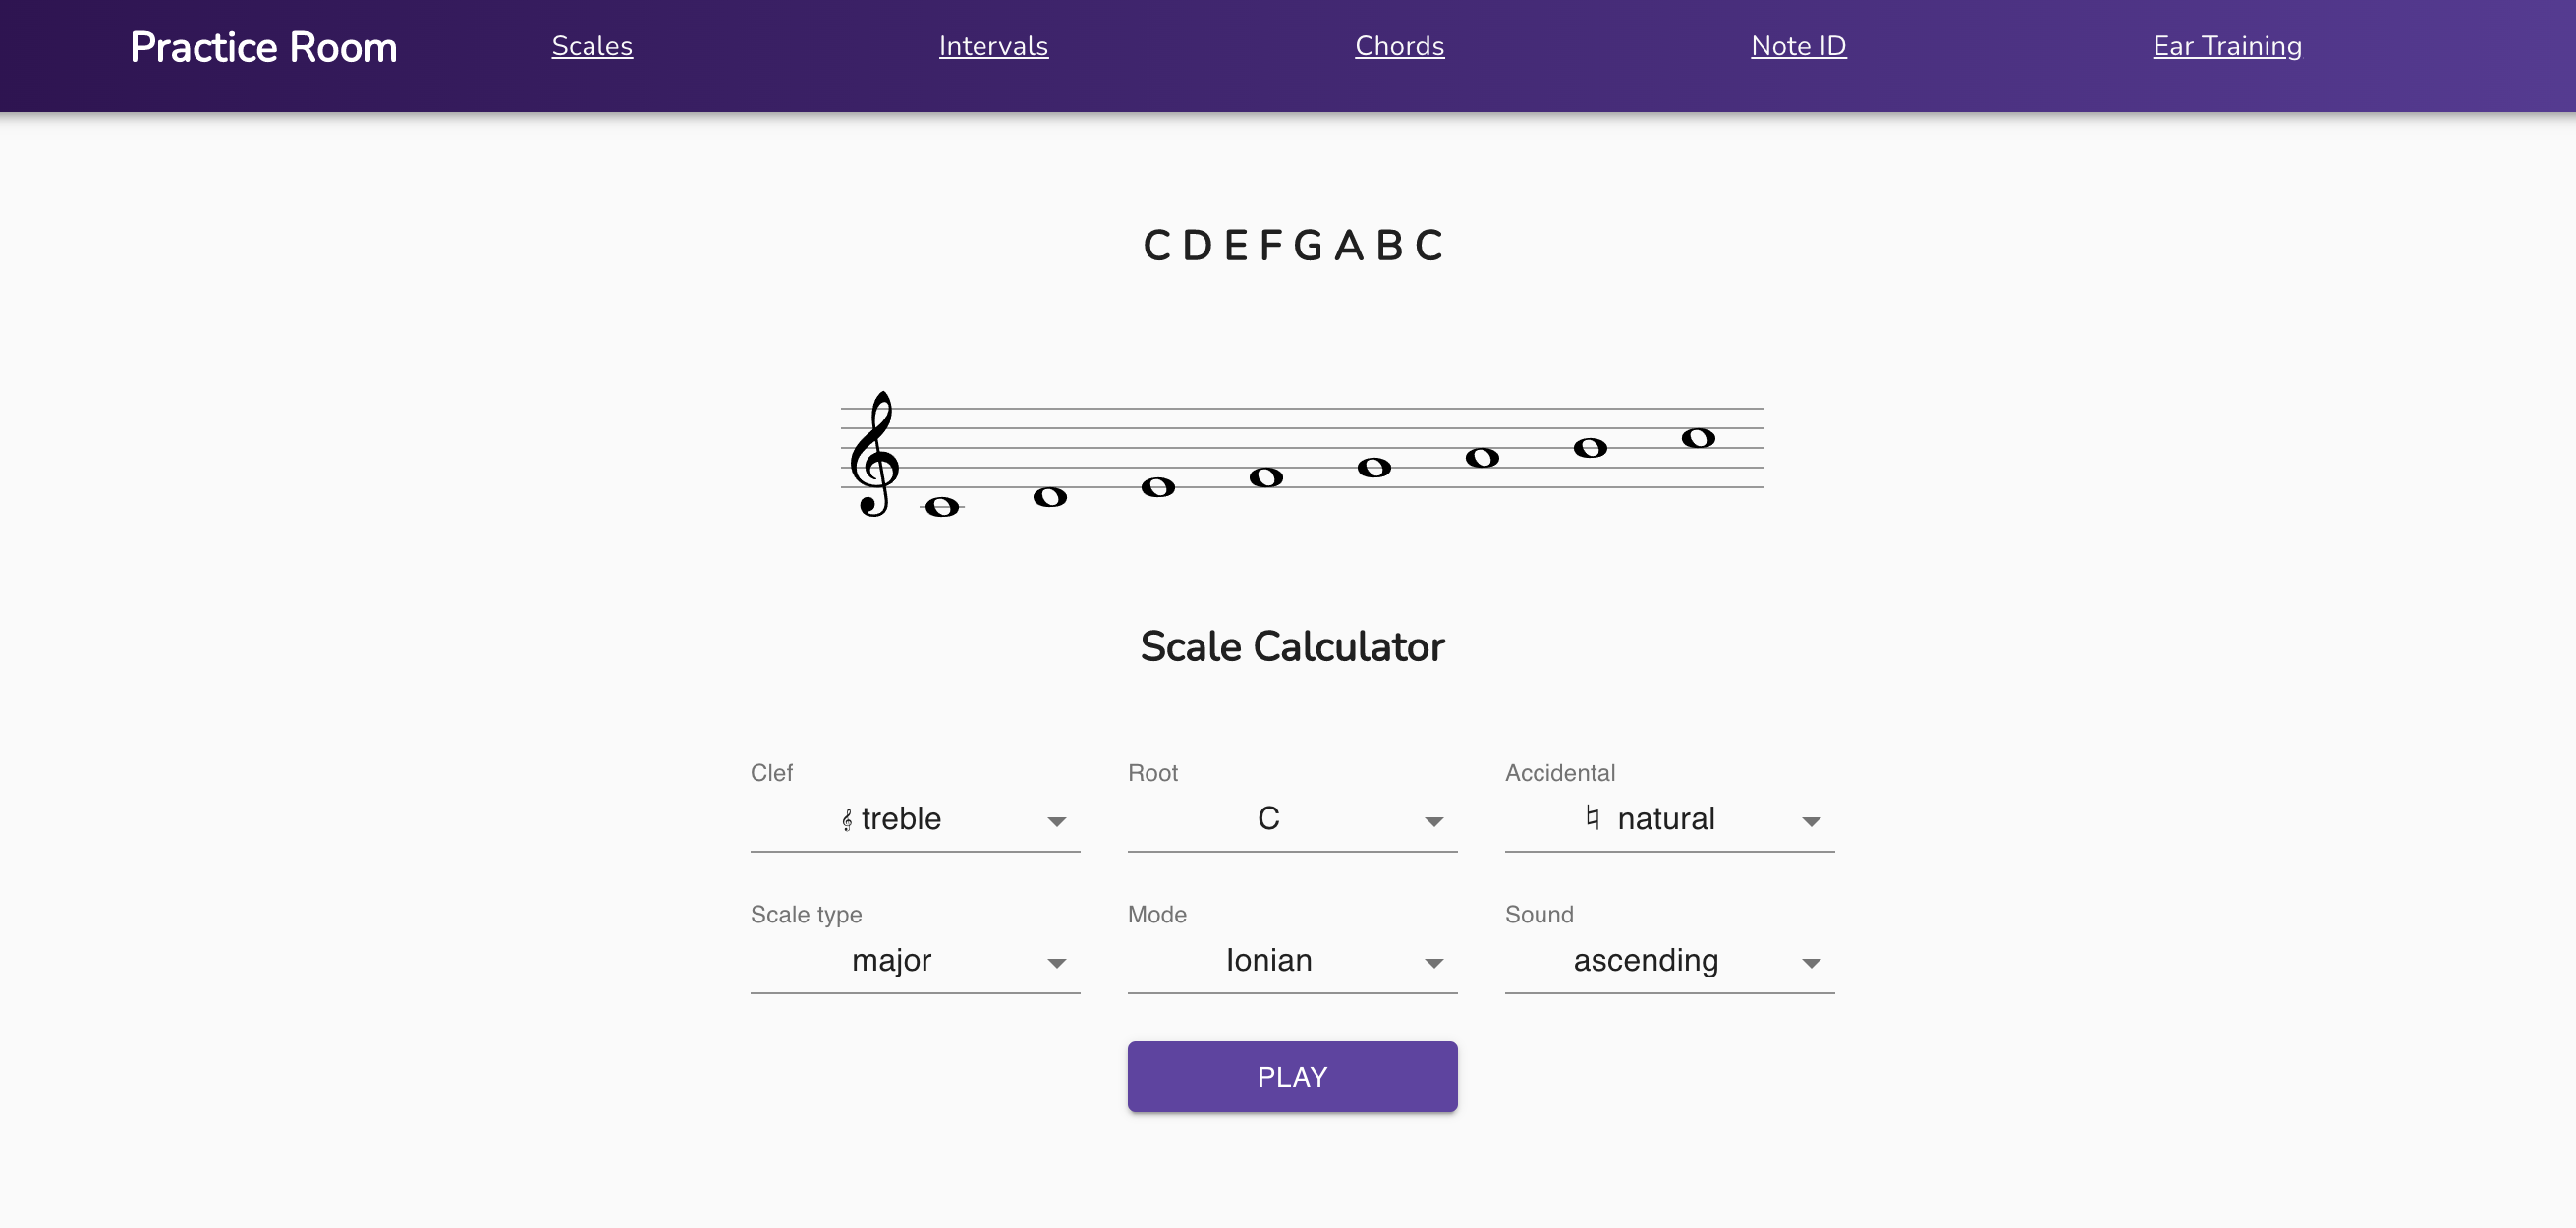 Practice Room Scales Intervals Chords Note ID Ear Training
C D E F G A B C
Scale Calculator
Clef Root Accidental
treble C ♮ natural
Scale type Mode Sound
major Ionian ascending
PLAY